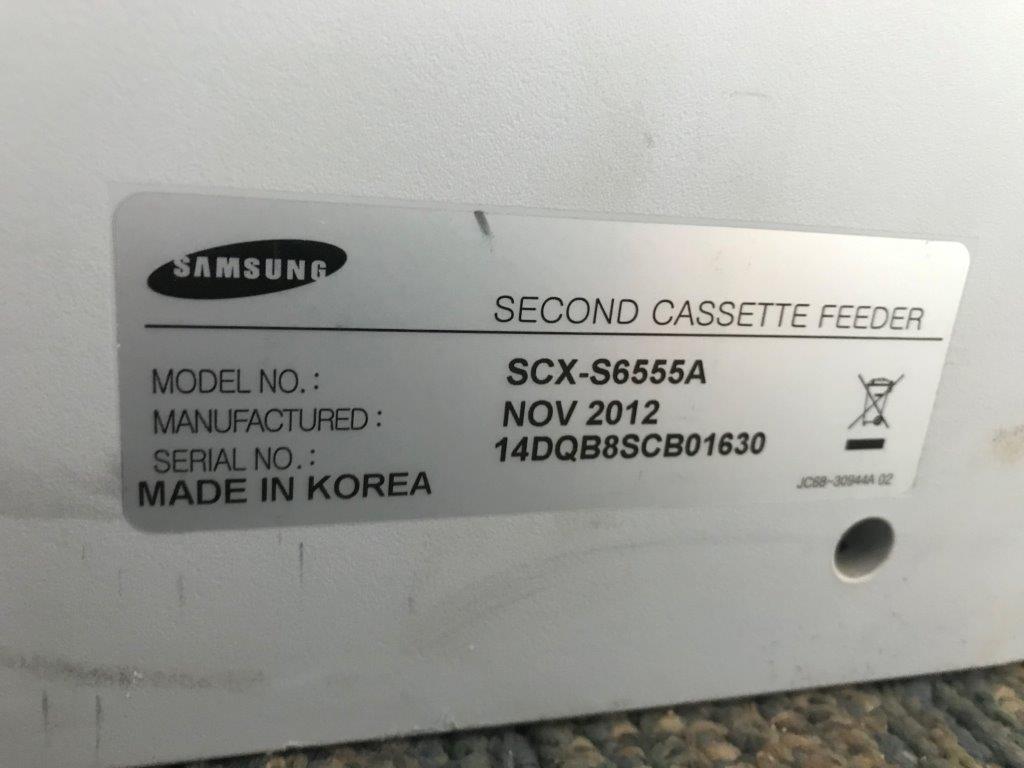 SAMSUNG
SECOND CASSETTE FEEDER
MODEL NO. : SCX-S6555A
MANUFACTURED : NOV 2012
SERIAL NO. : 14DQB8SCB01630
MADE IN KOREA
JC68-30944A 02